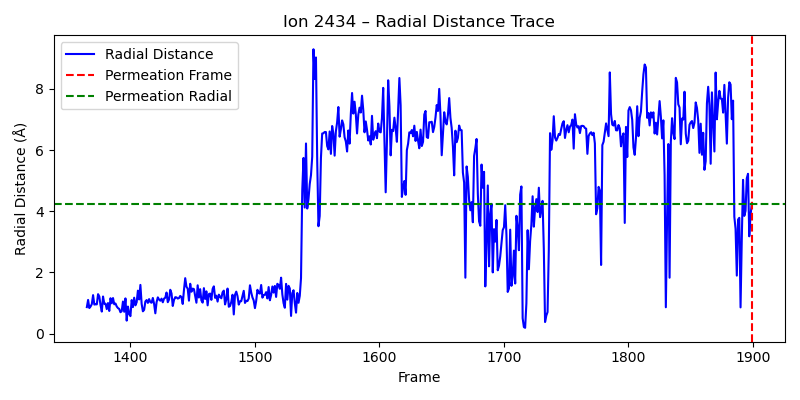 Ion 2434 – Radial Distance Trace
Radial Distance
Permeation Frame
Permeation Radial
Radial Distance (Å)
8
6
4
2
0
1400 1500 1600 1700 1800 1900
Frame